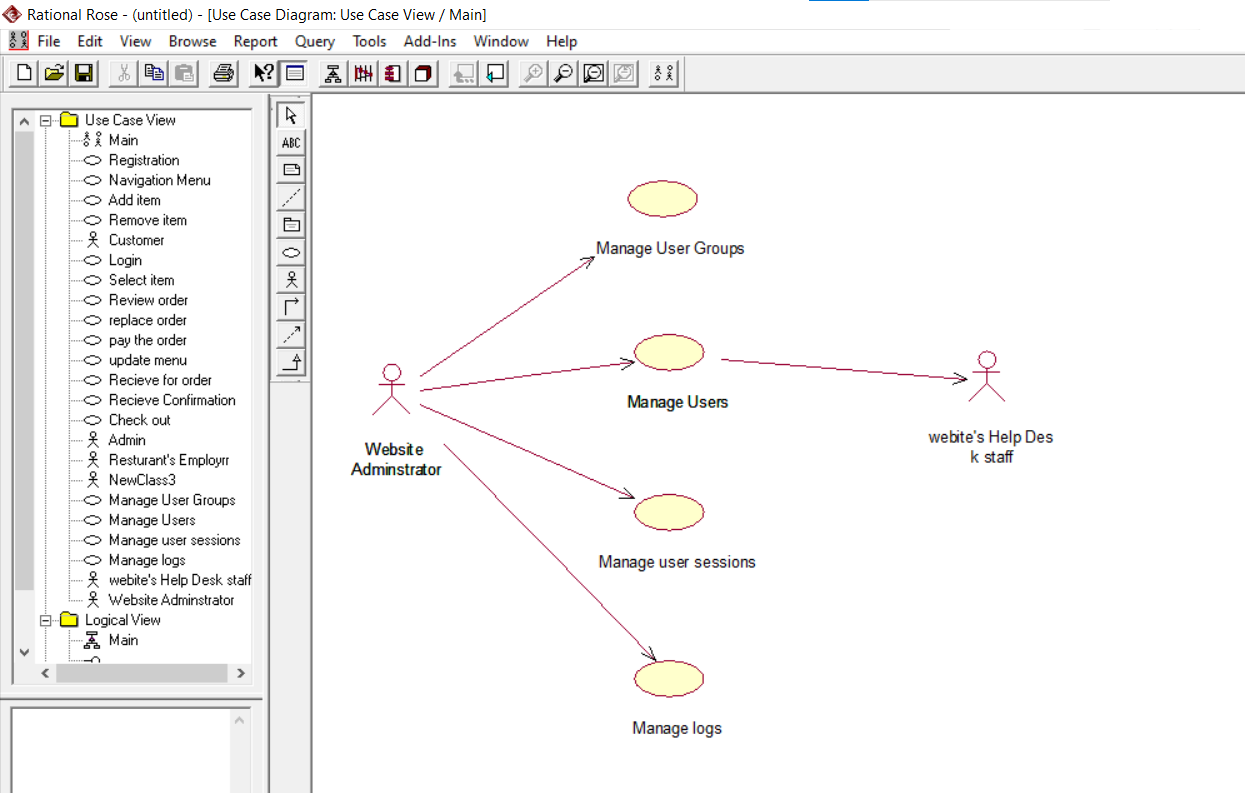 Rational Rose - (untitled) - [Use Case Diagram: Use Case View / Main]
File Edit View Browse Report Query Tools Add-Ins Window Help
ABC
Use Case View
Main
Registration
Navigation Menu
Add item
Remove item
Customer
Login
Select item
Review order
replace order
pay the order
update menu
Recieve for order
Recieve Confirmation
Check out
Admin
Resturant's Employrr
NewClass3
Manage User Groups
Manage Users
Manage user sessions
Manage logs
webite's Help Desk staff
Website Adminstrator
Logical View
Main
Manage User Groups
Manage Users
Website
Adminstrator
webite's Help Des
k staff
Manage user sessions
Manage logs